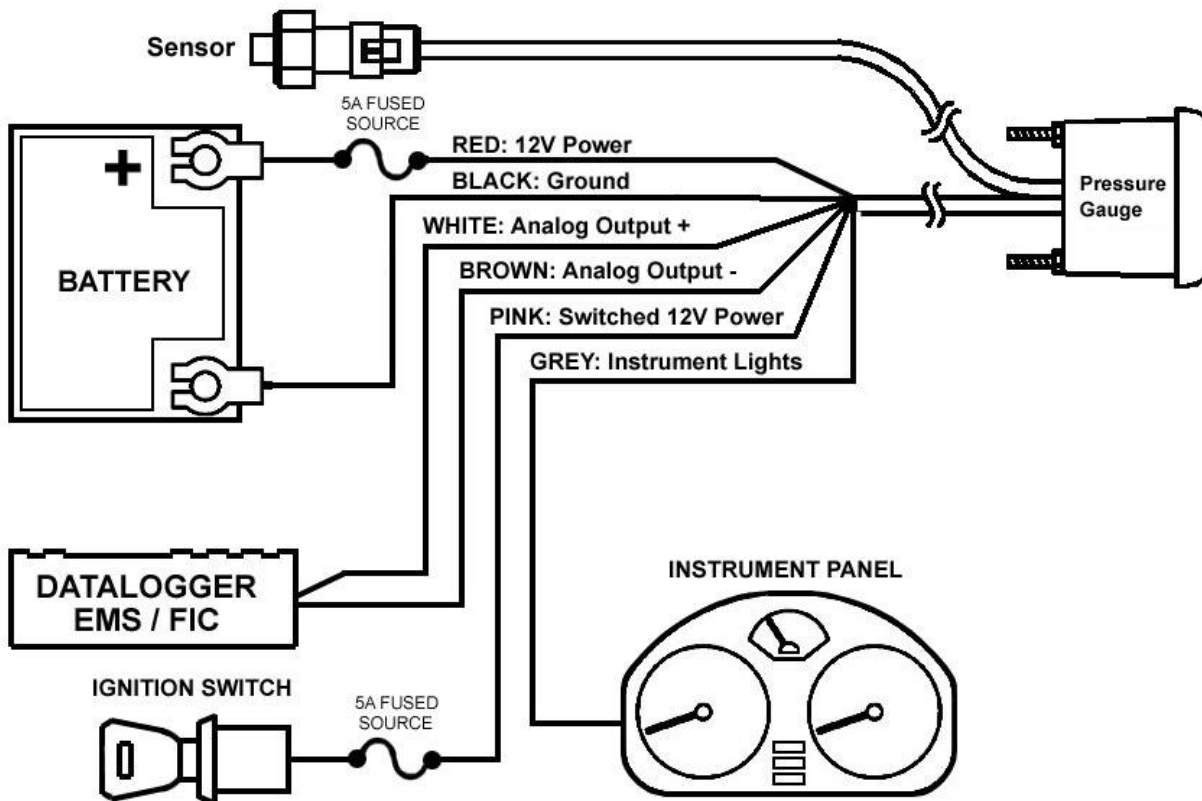 Sensor
5A FUSED
SOURCE
+
RED: 12V Power
BLACK: Ground
WHITE: Analog Output +
BROWN: Analog Output -
PINK: Switched 12V Power
GREY: Instrument Lights
Pressure
Gauge
BATTERY
DATALOGGER
EMS / FIC
INSTRUMENT PANEL
IGNITION SWITCH
5A FUSED
SOURCE